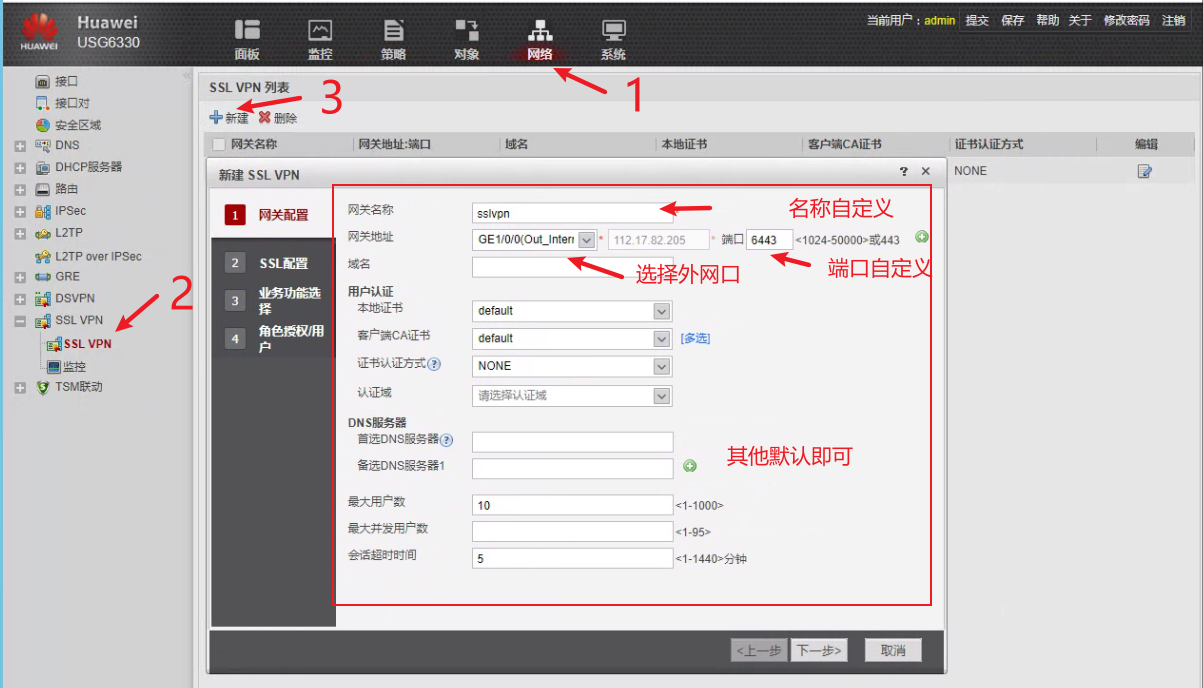 Huawei
USG6330
HUAWEI
面板
监控
策略
对象
网络
系统
当前用户：admin 提交 保存 帮助 关于 修改密码 注销
1
接口
接口对
安全区域
DNS
DHCP服务器
路由
IPSec
L2TP
L2TP over IPSec
GRE
DSVPN
SSL VPN
SSL VPN
监控
TSM联动
2
SSL VPN 列表
3
新建 删除
网关名称 网关地址:端口 域名 本地证书 客户端CA证书 证书认证方式 编辑
NONE
新建 SSL VPN ?
1 网关配置
2 SSL配置
3 业务功能选
择
4 角色授权/用
户
网关名称 sslvpn 名称自定义
网关地址 GE1/0/0(Out_Intern * 112.17.82.205 * 端口 6443 <1024-50000>或443
域名 选择外网口 端口自定义
用户认证
本地证书 default
客户端CA证书 default [多选]
证书认证方式 ? NONE
认证域 请选择认证域
DNS服务器
首选DNS服务器 ?
备选DNS服务器1
其他默认即可
最大用户数 10 <1-1000>
最大并发用户数 <1-95>
会话超时时间 5 <1-1440>分钟
<上一步 下一步> 取消